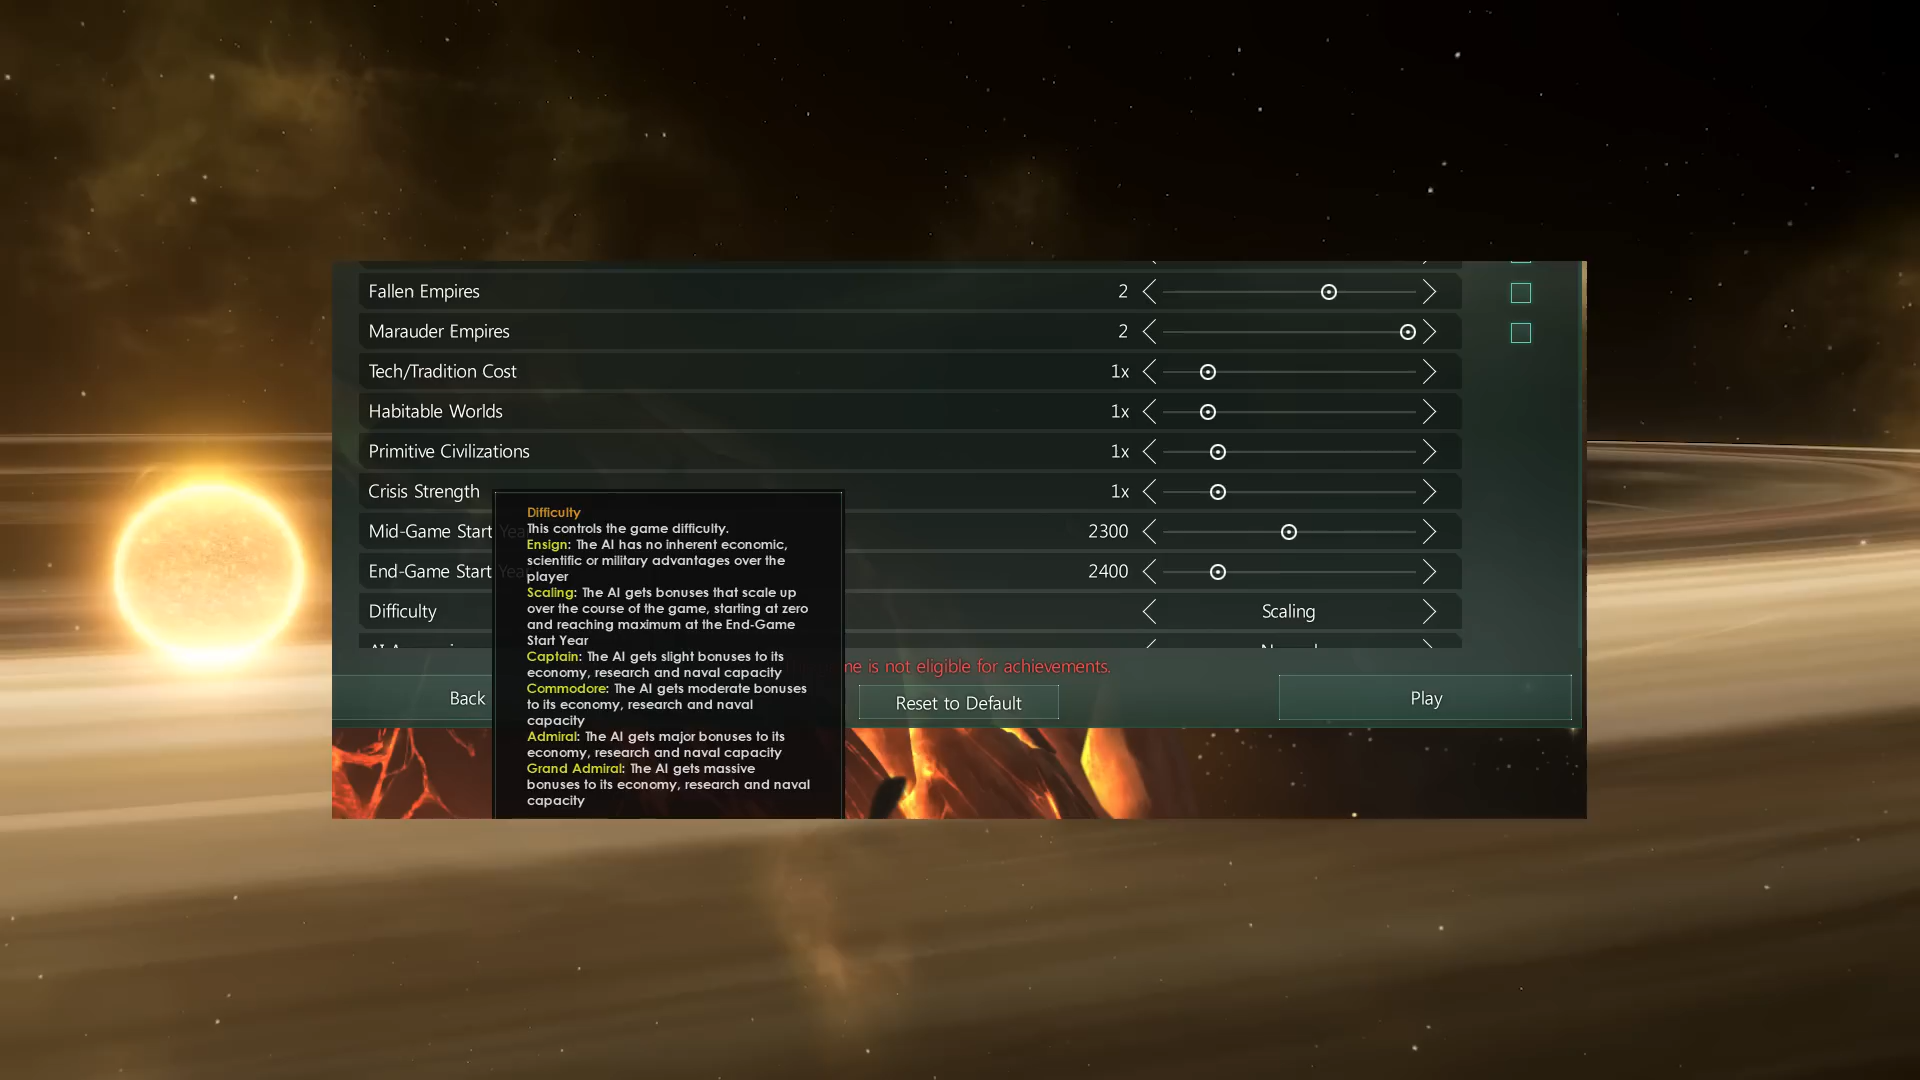 Fallen Empires 2
Marauder Empires 2
Tech/Tradition Cost 1x
Habitable Worlds 1x
Primitive Civilizations 1x
Crisis Strength 1x
Mid-Game Start Year 2300
End-Game Start Year 2400
Difficulty Scaling
Difficulty
This controls the game difficulty.
Ensign: The AI has no inherent economic,
scientific or military advantages over the
player
Scaling: The AI gets bonuses that scale up
over the course of the game, starting at zero
and reaching maximum at the End-Game
Start Year
Captain: The AI gets slight bonuses to its
economy, research and naval capacity
Commodore: The AI gets moderate bonuses
to its economy, research and naval
capacity
Admiral: The AI gets major bonuses to its
economy, research and naval capacity
Grand Admiral: The AI gets massive
bonuses to its economy, research and naval
capacity
is not eligible for achievements.
Back
Reset to Default
Play